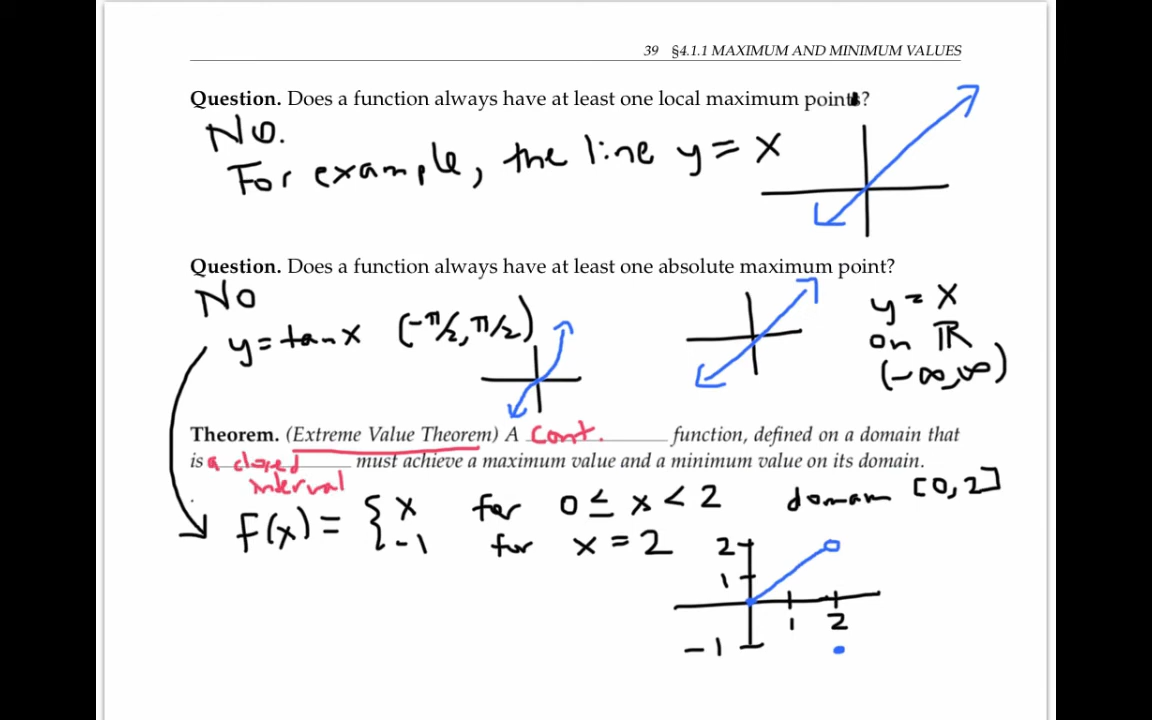 39 §4.1.1 MAXIMUM AND MINIMUM VALUES
Question. Does a function always have at least one local maximum point?
No.
For example, the line y = x
Question. Does a function always have at least one absolute maximum point?
No
y = tan x (-π/2, π/2)
y = x
on ℝ
(-∞, ∞)
Theorem. (Extreme Value Theorem) A cont. function, defined on a domain that
is a closed must achieve a maximum value and a minimum value on its domain.
interval
f(x) = { x for 0 ≤ x < 2 domain [0, 2]
-1 for x = 2
2
1
1 2
-1